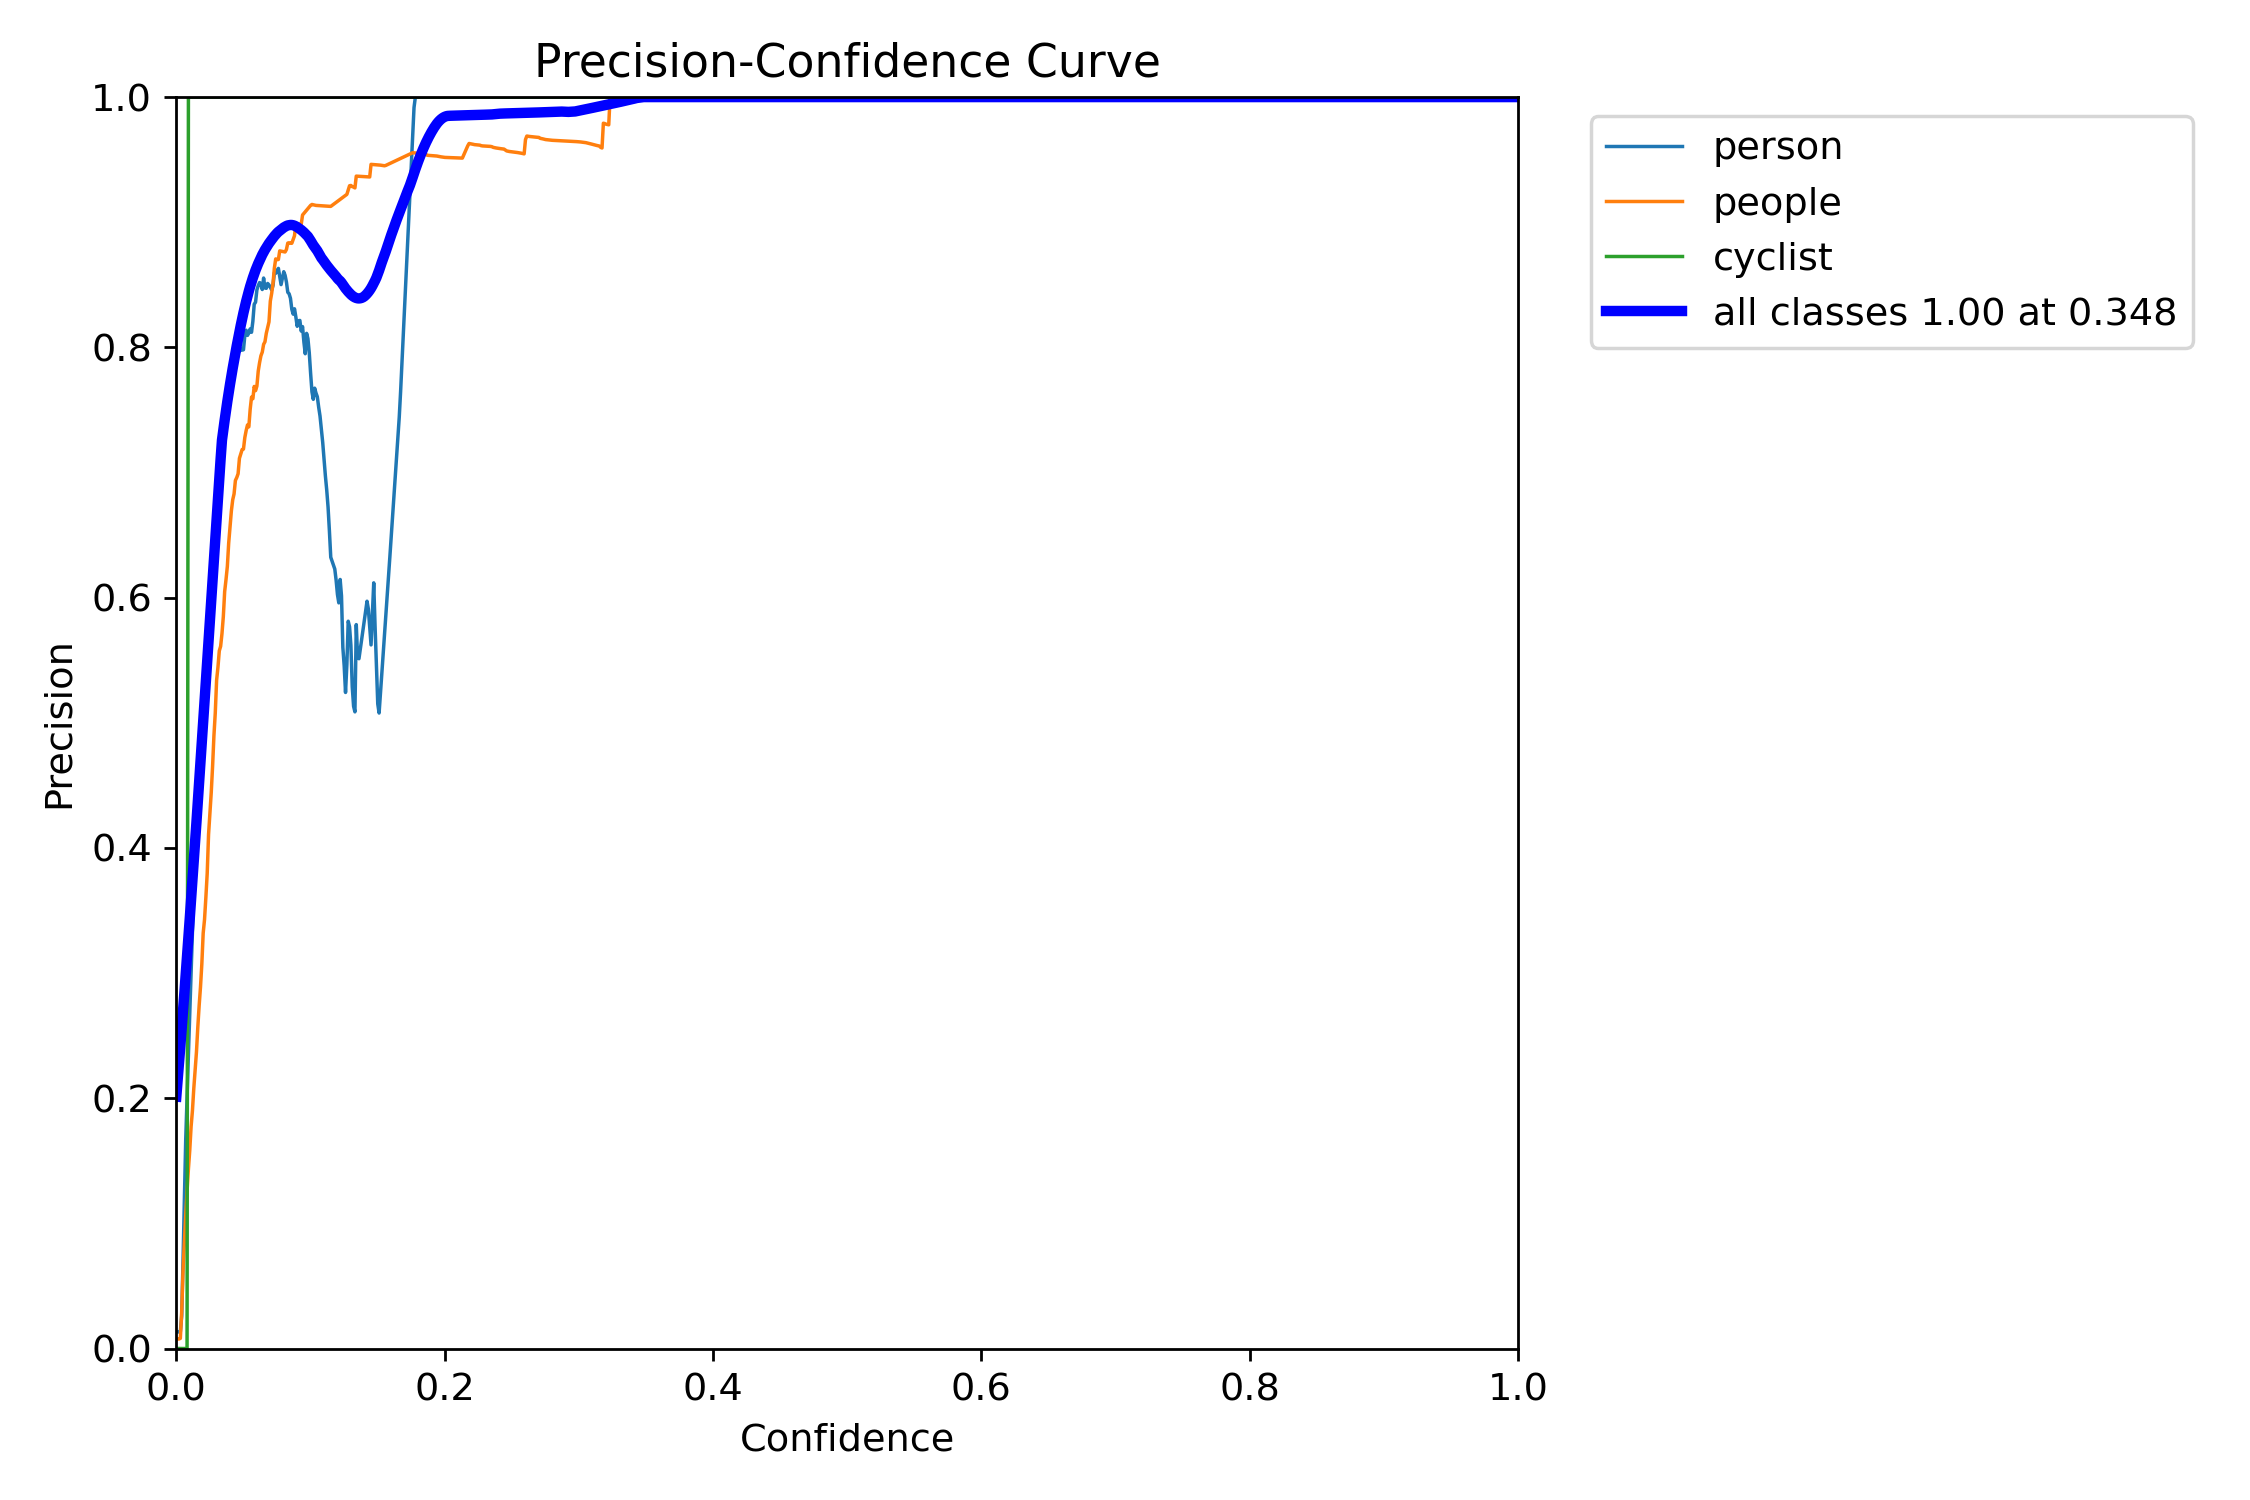 Precision-Confidence Curve
1.0
0.8
0.6
0.4
0.2
0.0
Precision
0.0 0.2 0.4 0.6 0.8 1.0
Confidence
person
people
cyclist
all classes 1.00 at 0.348